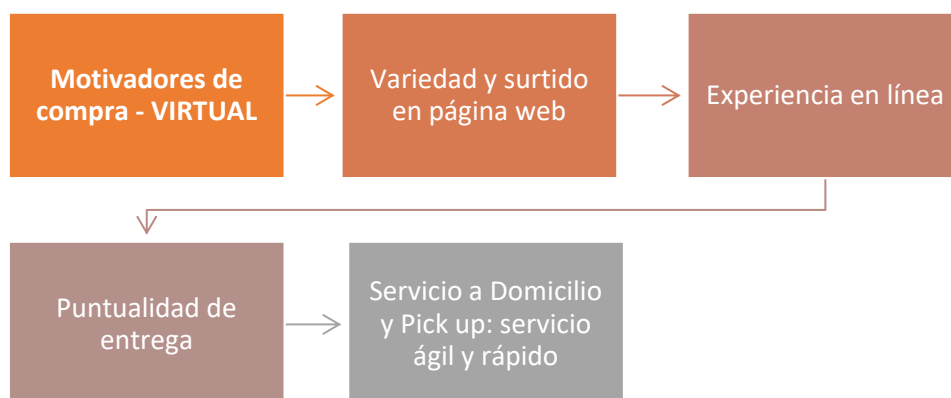 Motivadores de
compra - VIRTUAL
Variedad y surtido
en página web
Experiencia en línea
Puntualidad de
entrega
Servicio a Domicilio
y Pick up: servicio
ágil y rápido